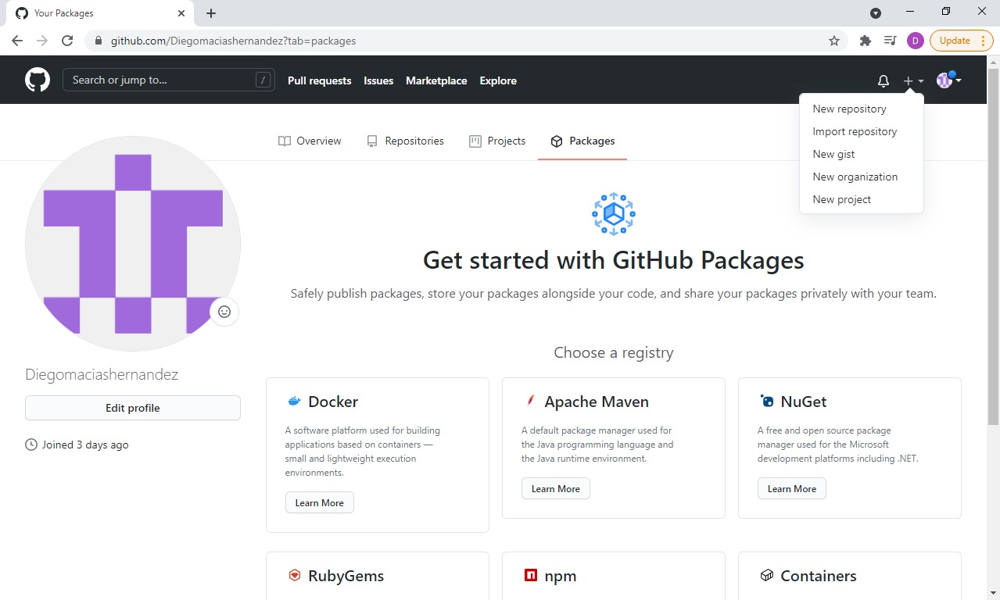 Your Packages
github.com/Diegomaciashernandez?tab=packages
D
Update
Search or jump to...
/
Pull requests
Issues
Marketplace
Explore
New repository
Import repository
New gist
New organization
New project
Overview
Repositories
Projects
Packages
Get started with GitHub Packages
Safely publish packages, store your packages alongside your code, and share your packages privately with your team.
Diegomaciashernandez
Edit profile
Joined 3 days ago
Choose a registry
Docker
A software platform used for building
applications based on containers —
small and lightweight execution
environments.
Learn More
Apache Maven
A default package manager used for
the Java programming language and
the Java runtime environment.
Learn More
NuGet
A free and open source package
manager used for the Microsoft
development platforms including .NET.
Learn More
RubyGems
npm
Containers